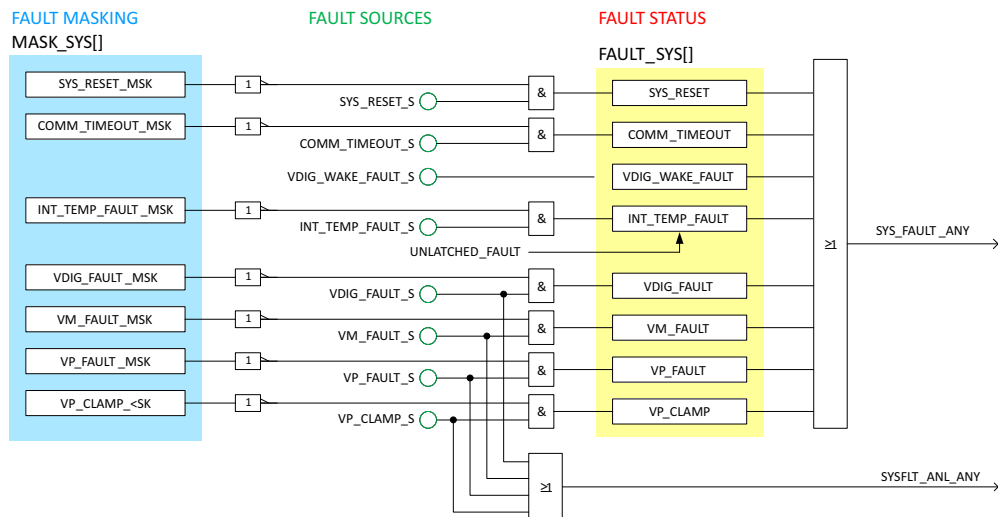 FAULT MASKING FAULT SOURCES FAULT STATUS
MASK_SYS[]
FAULT_SYS[]
SYS_RESET_MSK 1 & SYS_RESET
SYS_RESET_S
COMM_TIMEOUT_MSK 1 & COMM_TIMEOUT
COMM_TIMEOUT_S
VDIG_WAKE_FAULT_S VDIG_WAKE_FAULT
INT_TEMP_FAULT _MSK 1 & INT_TEMP_FAULT
INT_TEMP_FAULT_S
UNLATCHED_FAULT
SYS_FAULT _ANY
≥1
VDIG_FAULT _MSK 1 & VDIG_FAULT
VDIG_FAULT_S
VM_FAULT_MSK 1 & VM_FAULT
VM_FAULT_S
VP_FAULT _MSK 1 & VP_FAULT
VP_FAULT_S
VP_CLAMP_<SK 1 & VP_CLAMP
VP_CLAMP_S
≥1 SYSFLT_ANL_ANY